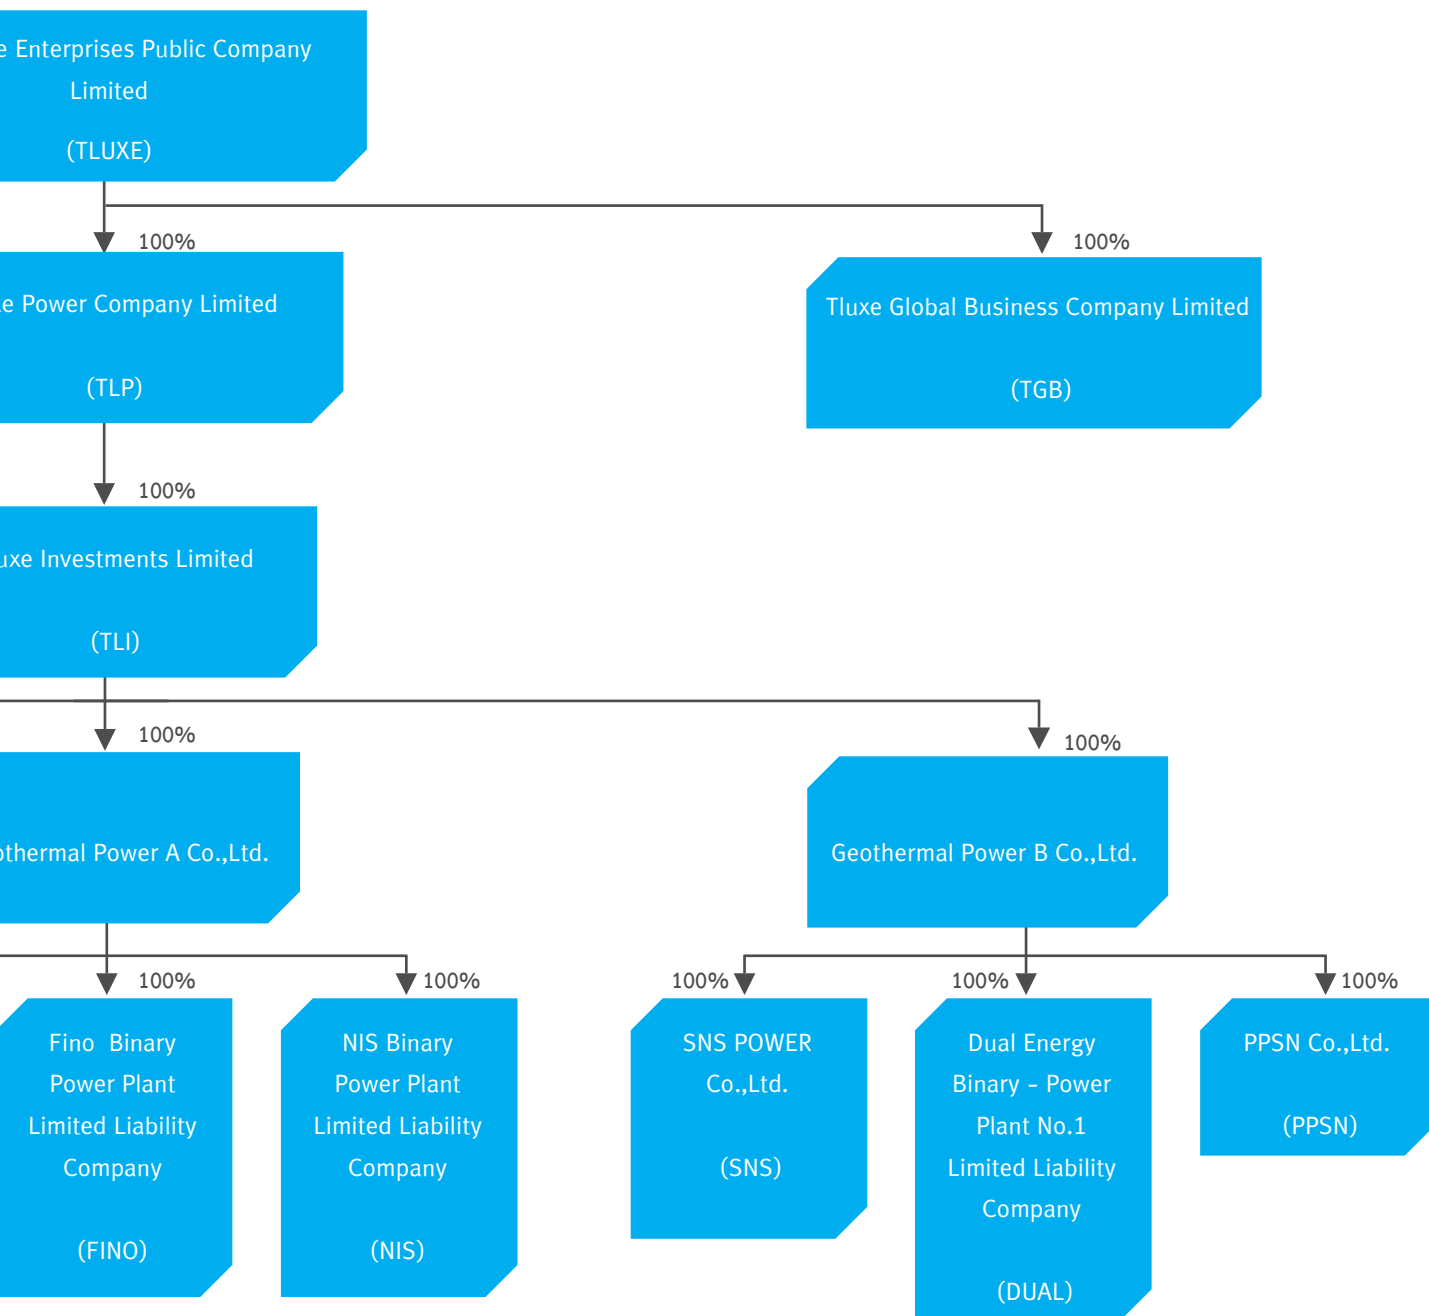 Enterprises Public Company
Limited
(TLUXE)
100%
100%
Power Company Limited
(TLP)
Tluxe Global Business Company Limited
(TGB)
100%
Investments Limited
(TLI)
100%
100%
Power A Co.,Ltd.
Geothermal Power B Co.,Ltd.
100%
100%
100%
100%
100%
Fino Binary
Power Plant
Limited Liability
Company
(FINO)
NIS Binary
Power Plant
Limited Liability
Company
(NIS)
SNS POWER
Co.,Ltd.
(SNS)
Dual Energy
Binary - Power
Plant No.1
Limited Liability
Company
(DUAL)
PPSN Co.,Ltd.
(PPSN)